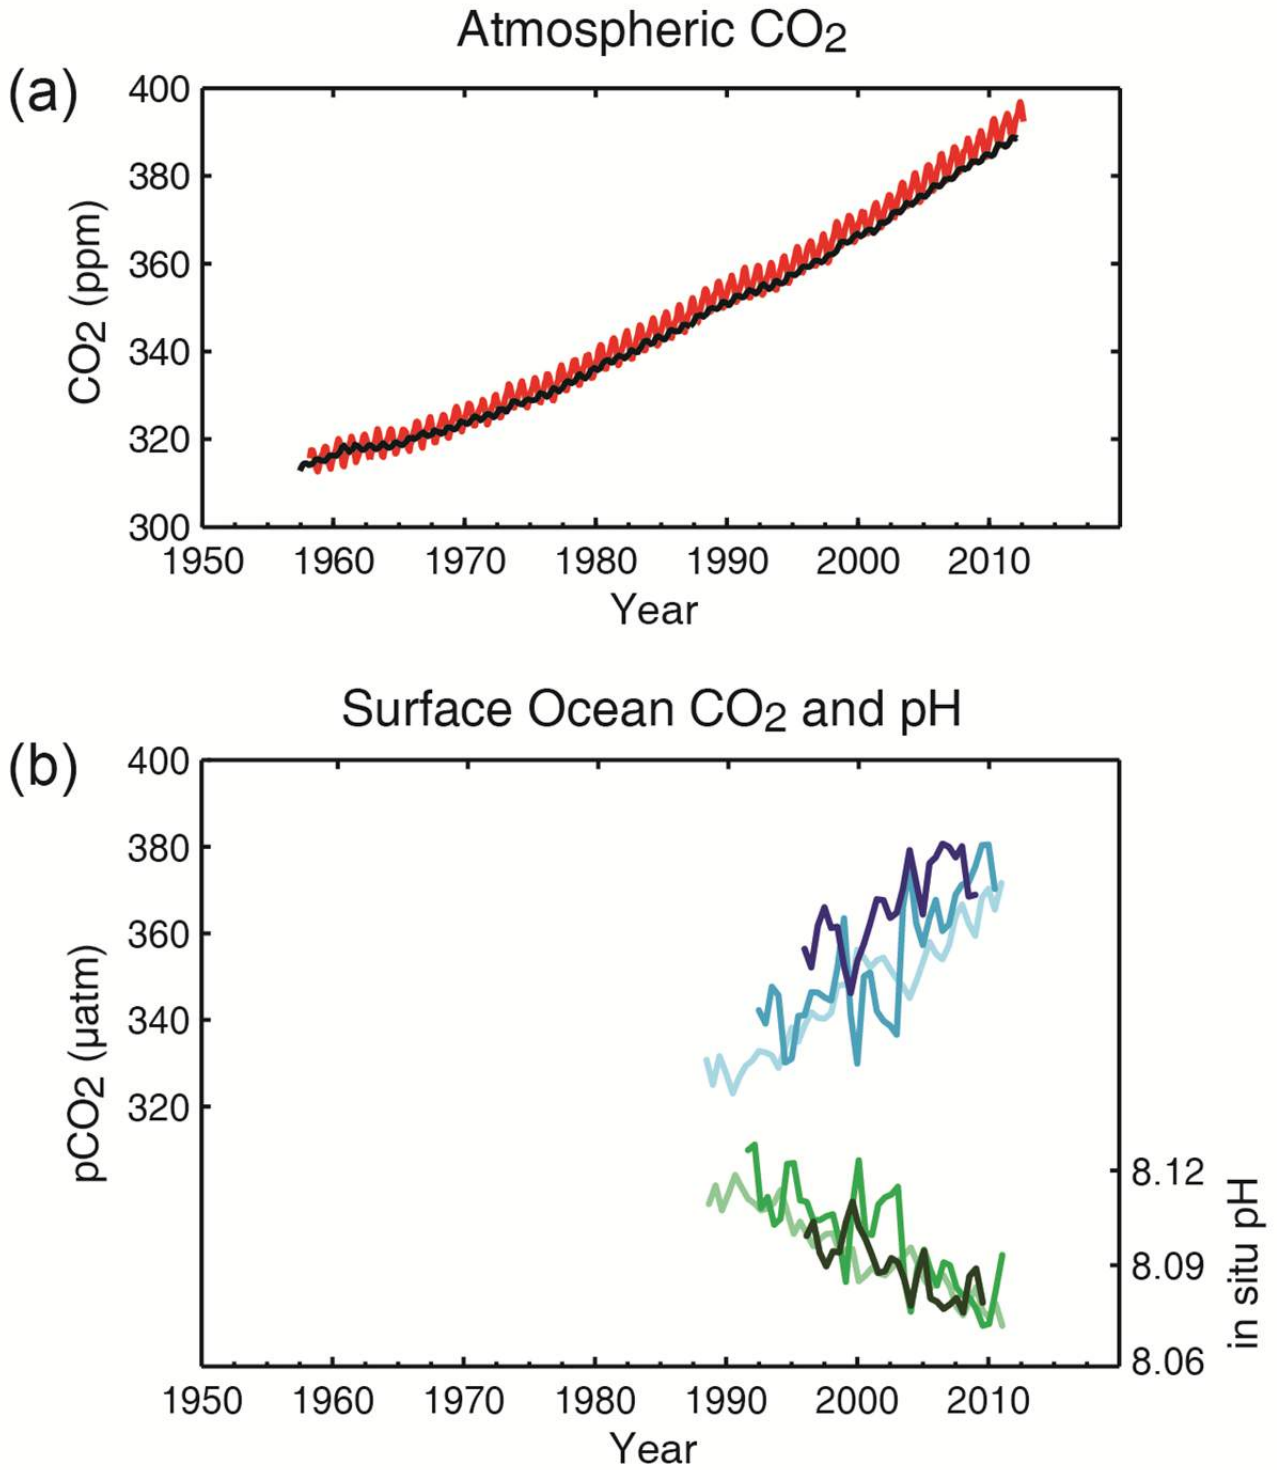 Atmospheric CO2
(a)
400
380
360
340
320
300
CO2 (ppm)
1950 1960 1970 1980 1990 2000 2010
Year
Surface Ocean CO2 and pH
(b)
400
380
360
340
320
pCO2 (µatm)
8.12
8.09
8.06
in situ pH
1950 1960 1970 1980 1990 2000 2010
Year